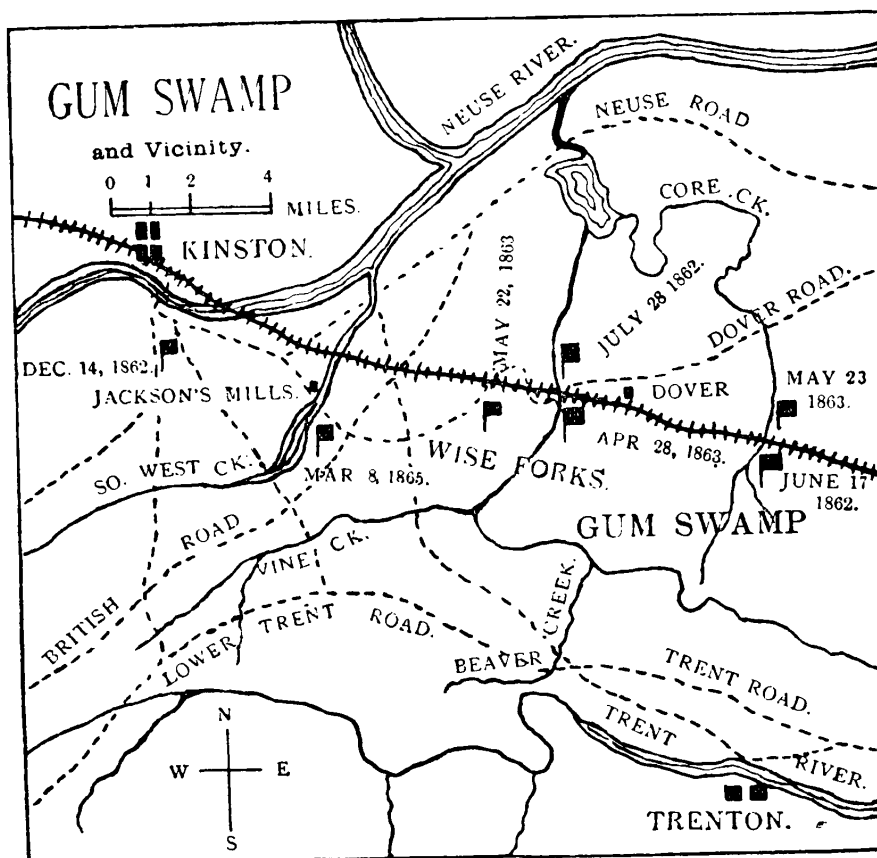 GUM SWAMP
and Vicinity.
0 1 2 4
MILES.
NEUSE RIVER.
NEUSE ROAD
CORE CK.
KINSTON.
MAY 22, 1863
JULY 28 1862.
DOVER ROAD.
DEC. 14, 1862.
JACKSON'S MILLS.
DOVER
MAY 23
1863.
SO. WEST CK.
MAR 8, 1865.
WISE FORKS.
APR 28, 1863.
JUNE 17
1862.
GUM SWAMP
BRITISH ROAD
VINE CK.
LOWER TRENT ROAD.
BEAVER CREEK.
TRENT ROAD.
TRENT RIVER.
N
W E
S
TRENTON.